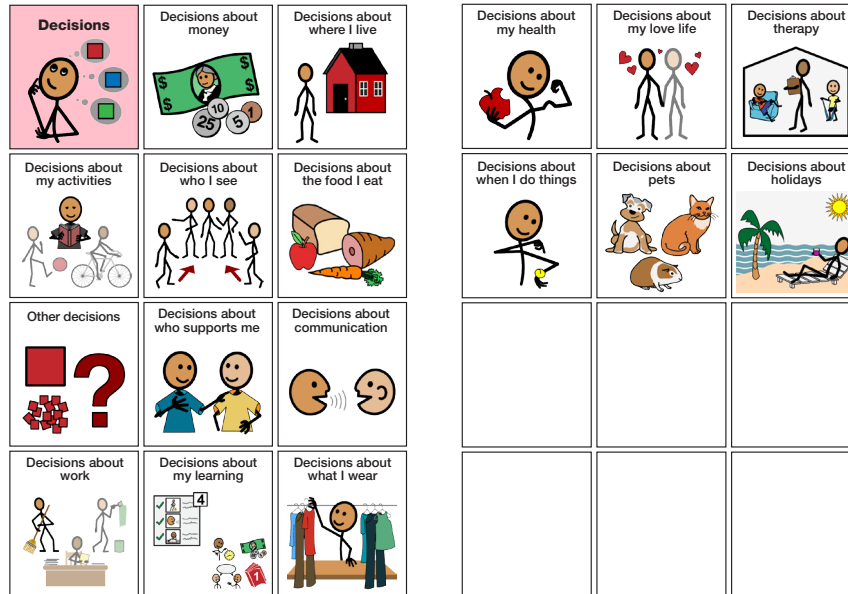 Decisions
Decisions about
money
$ $
$ $
10
25
5
1
Decisions about
where I live
Decisions about
my activities
Decisions about
who I see
Decisions about
the food I eat
Other decisions
?
Decisions about
who supports me
Decisions about
communication
Decisions about
work
Decisions about
my learning
4
7
Decisions about
what I wear
Decisions about
my health
Decisions about
my love life
Decisions about
therapy
Decisions about
when I do things
Decisions about
pets
Decisions about
holidays